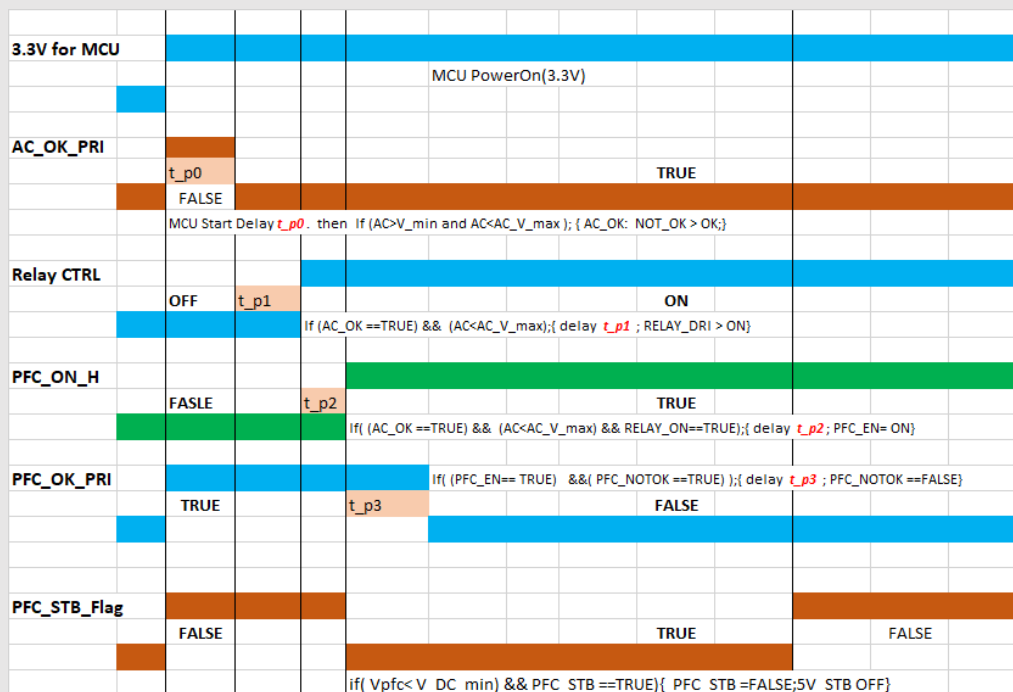 3.3V for MCU
MCU PowerOn(3.3V)
AC_OK_PRI
t_p0 TRUE
FALSE
MCU Start Delay t_p0. then If (AC>V_min and AC<AC_V_max ); { AC_OK: NOT_OK > OK;}
Relay CTRL
OFF t_p1 ON
If (AC_OK ==TRUE) && (AC<AC_V_max);{ delay t_p1 ; RELAY_DRI > ON}
PFC_ON_H
FASLE t_p2 TRUE
If( (AC_OK ==TRUE) && (AC<AC_V_max) && RELAY_ON==TRUE);{ delay t_p2; PFC_EN= ON}
PFC_OK_PRI If( (PFC_EN== TRUE) &&( PFC_NOTOK ==TRUE) );{ delay t_p3 ; PFC_NOTOK ==FALSE}
TRUE t_p3 FALSE
PFC_STB_Flag
FALSE TRUE FALSE
if( Vpfc< V_DC_min) && PFC_STB ==TRUE){ PFC_STB =FALSE;5V_STB OFF}